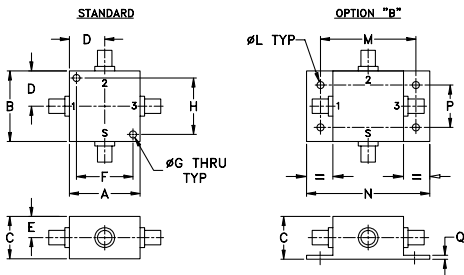 STANDARD
OPTION "B"
D
M
ØL TYP
B
D
2
1
3
S
H
2
1
3
S
P
ØG THRU
TYP
F
A
=
=
N
C
E
C
Q